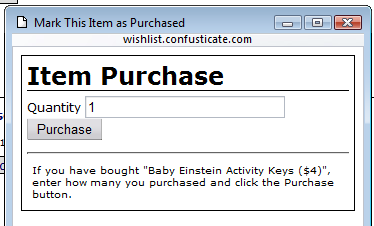 Mark This Item as Purchased
wishlist.confusticate.com
Item Purchase
Quantity 1
Purchase
If you have bought "Baby Einstein Activity Keys ($4)",
enter how many you purchased and click the Purchase
button.